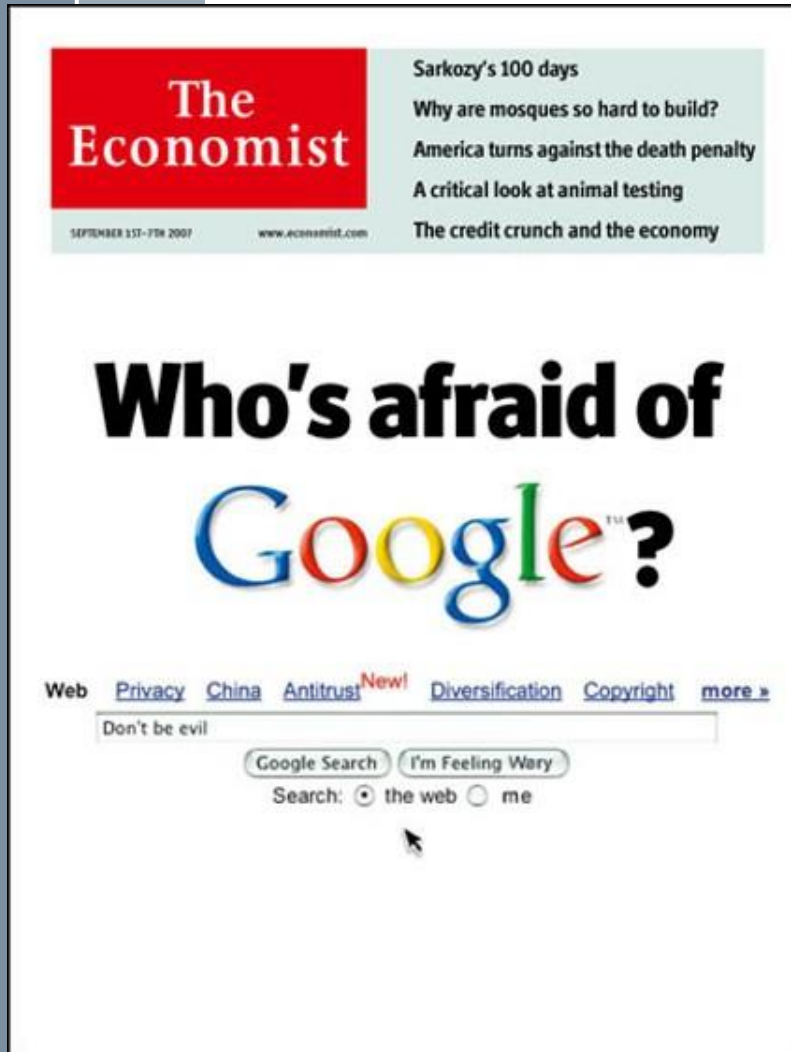 The
Economist
SEPTEMBER 1ST–7TH 2007 www.economist.com
Sarkozy's 100 days
Why are mosques so hard to build?
America turns against the death penalty
A critical look at animal testing
The credit crunch and the economy
Who's afraid of
Google™?
Web Privacy China Antitrust New! Diversification Copyright more »
Don't be evil
Google Search I'm Feeling Wary
Search: the web me